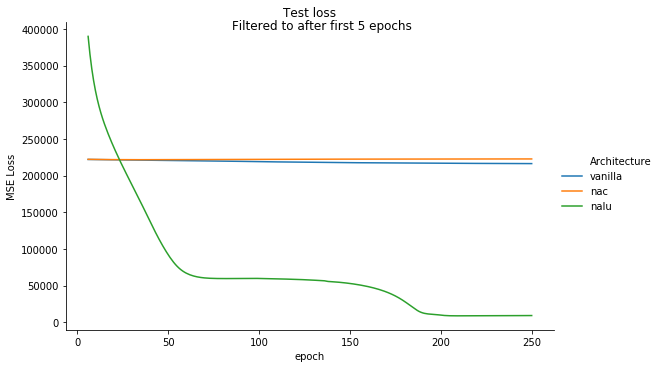 Test loss
Filtered to after first 5 epochs
400000
350000
300000
250000
200000
150000
100000
50000
0
MSE Loss
0 50 100 150 200 250
epoch
Architecture
vanilla
nac
nalu